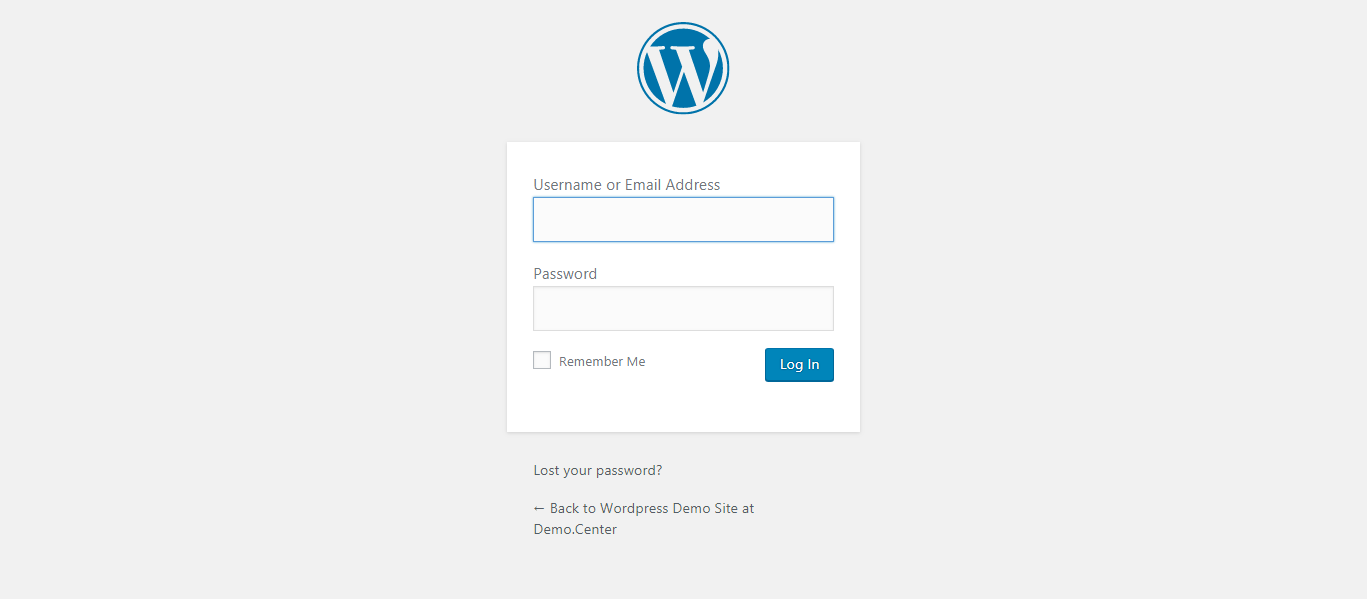 Username or Email Address
Password
Remember Me
Log In
Lost your password?
← Back to Wordpress Demo Site at
Demo.Center